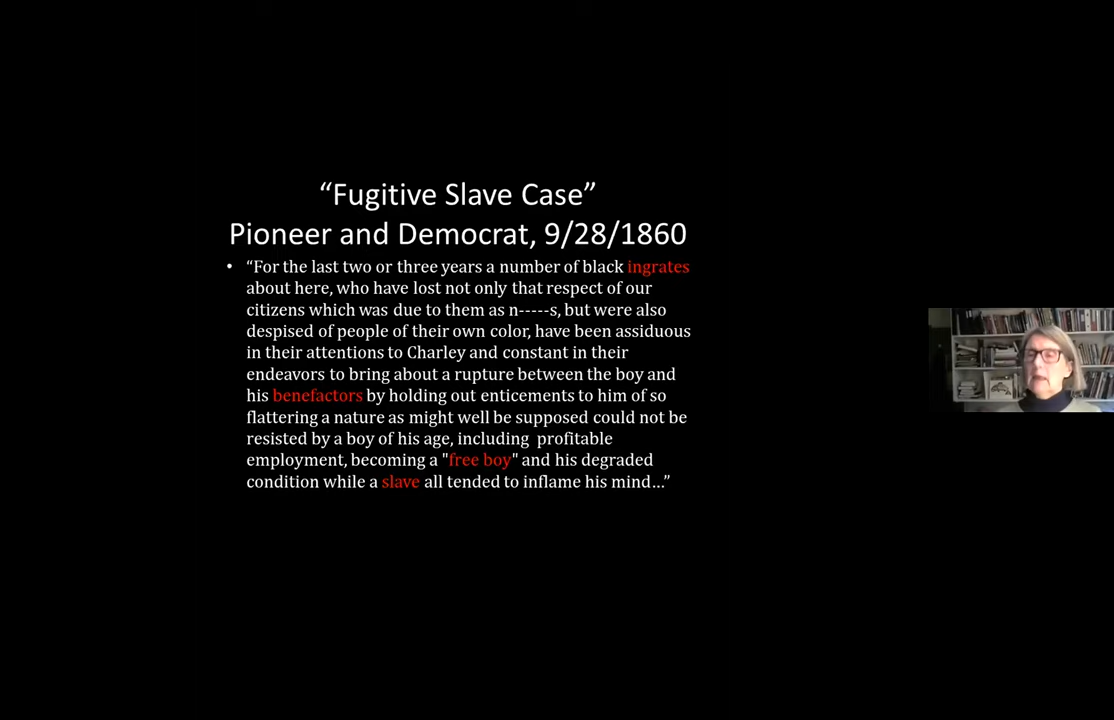 “Fugitive Slave Case”
Pioneer and Democrat, 9/28/1860
• “For the last two or three years a number of black ingrates
about here, who have lost not only that respect of our
citizens which was due to them as n-----s, but were also
despised of people of their own color, have been assiduous
in their attentions to Charley and constant in their
endeavors to bring about a rupture between the boy and
his benefactors by holding out enticements to him of so
flattering a nature as might well be supposed could not be
resisted by a boy of his age, including  profitable
employment, becoming a "free boy" and his degraded
condition while a slave all tended to inflame his mind…”